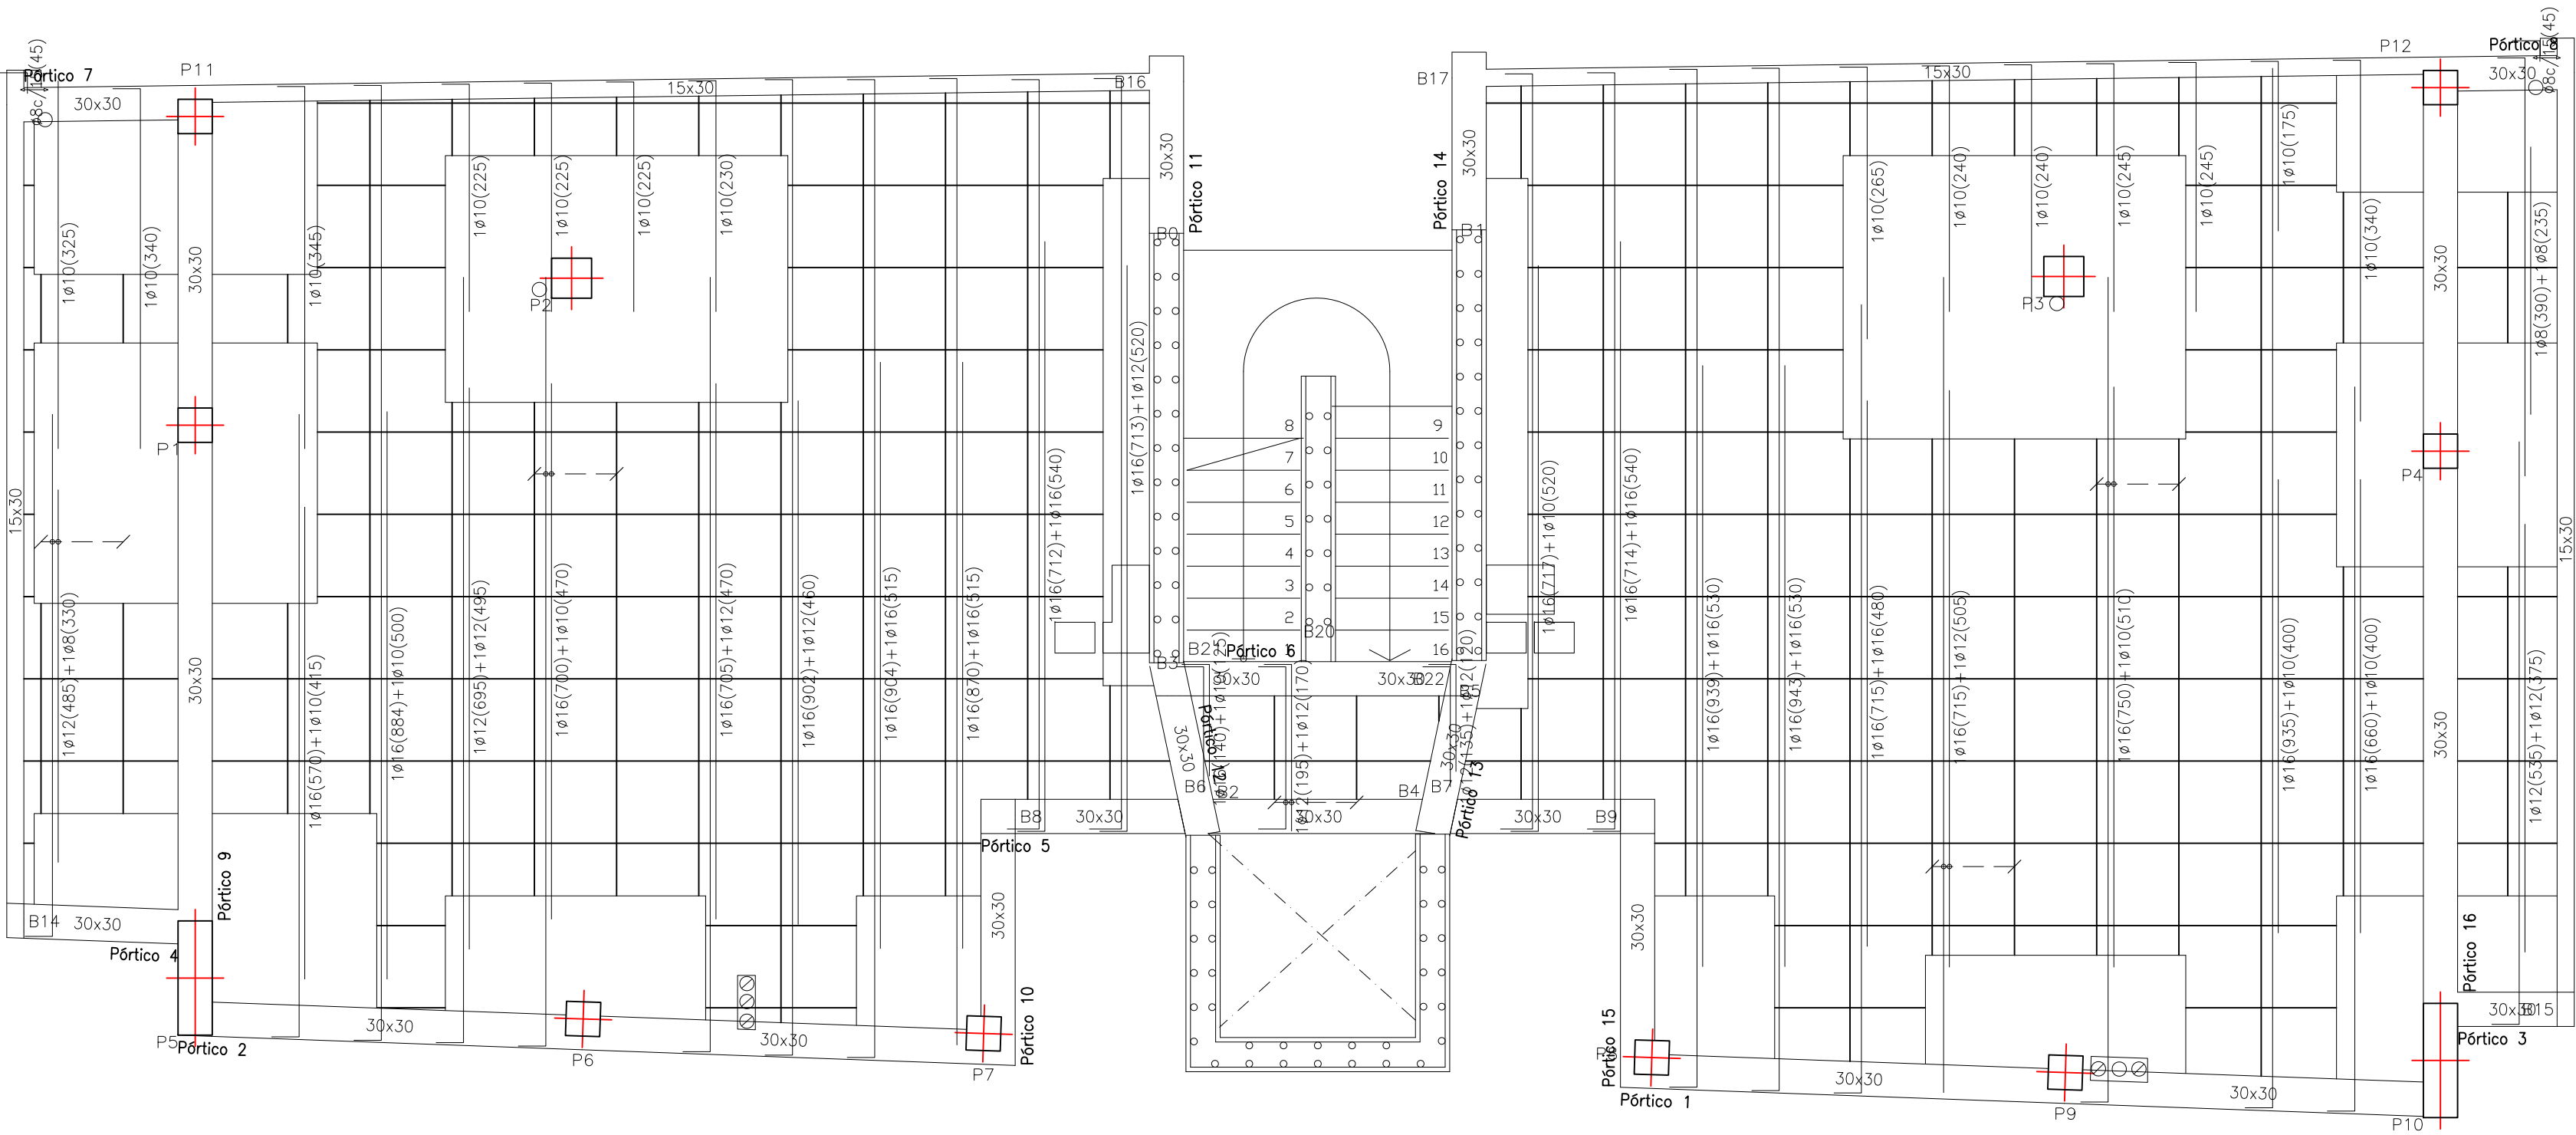 P11
P12
Pórtico 7
Pórtico 8
30x30
15x30
B16
B17
15x30
30x30
ø8c/15(45)
1ø10(175)
30x30
Pórtico 11
Pórtico 14
30x30
1ø10(225)
1ø10(225)
1ø10(225)
1ø10(230)
1ø10(265)
1ø10(240)
1ø10(240)
1ø10(245)
1ø10(245)
1ø10(325)
1ø10(340)
30x30
1ø10(345)
B0
B1
1ø10(340)
30x30
1ø8(390)+1ø8(235)
P2
P3
1ø16(713)+1ø12(520)
P1
P4
8
9
7
10
6
11
5
12
4
13
3
14
2
15
1
16
15x30
15x30
1ø16(712)+1ø16(540)
1ø16(717)+1ø10(520)
1ø16(714)+1ø16(540)
B20
Pórtico 6
B3
30x30
30x30
B22
1ø12(485)+1ø8(330)
30x30
1ø16(570)+1ø10(415)
1ø16(884)+1ø10(500)
1ø12(695)+1ø12(495)
1ø16(700)+1ø10(470)
1ø16(705)+1ø12(470)
1ø16(902)+1ø12(460)
1ø16(904)+1ø16(515)
1ø16(870)+1ø16(515)
30x30
1ø12(195)+1ø12(170)
30x30
1ø12(135)+1ø12(120)
1ø16(939)+1ø16(530)
1ø16(943)+1ø16(530)
1ø16(715)+1ø16(480)
1ø16(715)+1ø12(505)
1ø16(750)+1ø10(510)
1ø16(935)+1ø10(400)
1ø16(660)+1ø10(400)
30x30
1ø12(535)+1ø12(375)
B6
B2
B4
B7
Pórtico 13
B8
30x30
30x30
30x30
B9
Pórtico 5
Pórtico 9
B14
30x30
Pórtico 4
30x30
30x30
Pórtico 16
Pórtico 10
Pórtico 15
30x30
B15
P5
Pórtico 2
30x30
P6
30x30
P7
Pórtico 3
Pórtico 1
30x30
P9
30x30
P10